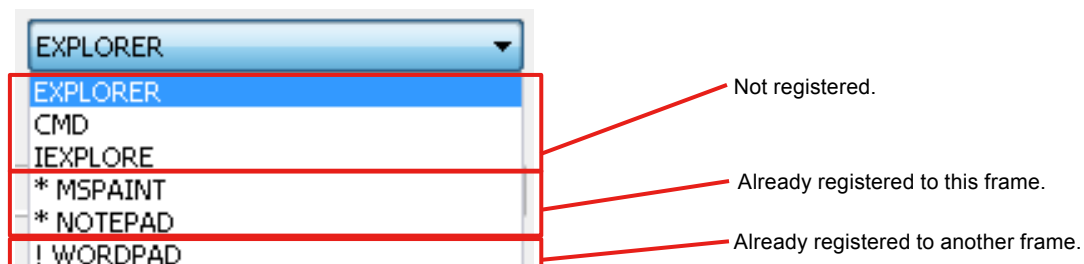 EXPLORER
EXPLORER
CMD
IEXPLORE
* MSPAINT
* NOTEPAD
! WORDPAD
Not registered.
Already registered to this frame.
Already registered to another frame.